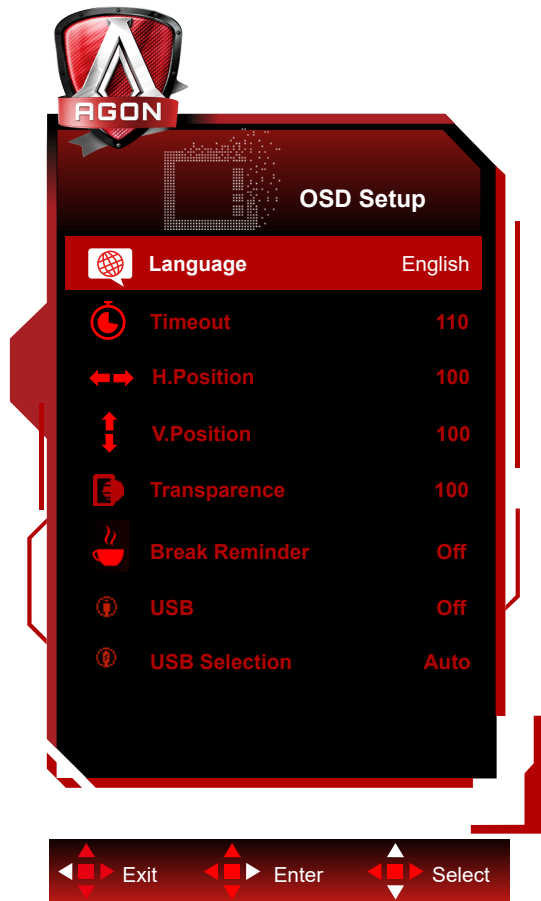 AGON
OSD Setup
Language English
Timeout 110
H.Position 100
V.Position 100
Transparence 100
Break Reminder Off
USB Off
USB Selection Auto
Exit Enter Select